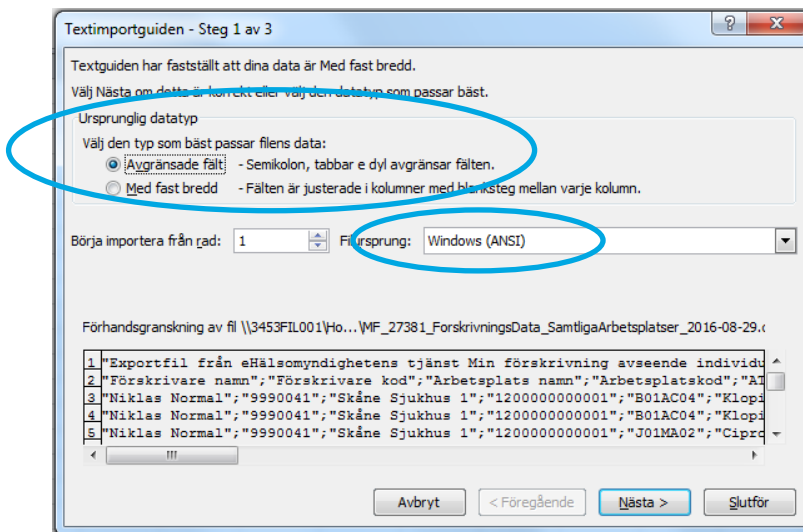 Textimportguiden - Steg 1 av 3
Textguiden har fastställt att dina data är Med fast bredd.
Välj Nästa om detta är korrekt eller välj den datatyp som passar bäst.
Ursprunglig datatyp
Välj den typ som bäst passar filens data:
Avgränsade fält - Semikolon, tabbar e dyl avgränsar fälten.
Med fast bredd - Fälten är justerade i kolumner med blanksteg mellan varje kolumn.
Börja importera från rad: 1 Filursprung: Windows (ANSI)
Förhandsgranskning av fil \\3453FIL001\Ho...\MF_27381_ForskrivningsData_SamtligaArbetsplatser_2016-08-29.c
1 "Exportfil från eHälsomyndighetens tjänst Min förskrivning avseende individu
2 "Förskrivare namn";"Förskrivare kod";"Arbetsplats namn";"Arbetsplatskod";"AT
3 "Niklas Normal";"9990041";"Skåne Sjukhus 1";"1200000000001";"B01AC04";"Klopi
4 "Niklas Normal";"9990041";"Skåne Sjukhus 1";"1200000000001";"B01AC04";"Klopi
5 "Niklas Normal";"9990041";"Skåne Sjukhus 1";"1200000000001";"J01MA02";"Cipro
Avbryt < Föregående Nästa > Slutför